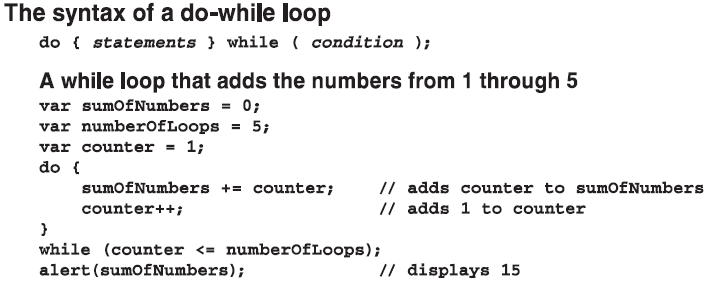 The syntax of a do-while loop
do { statements } while ( condition );
A while loop that adds the numbers from 1 through 5
var sumOfNumbers = 0;
var numberOfLoops = 5;
var counter = 1;
do {
    sumOfNumbers += counter;    // adds counter to sumOfNumbers
    counter++;                  // adds 1 to counter
}
while (counter <= numberOfLoops);
alert(sumOfNumbers);            // displays 15